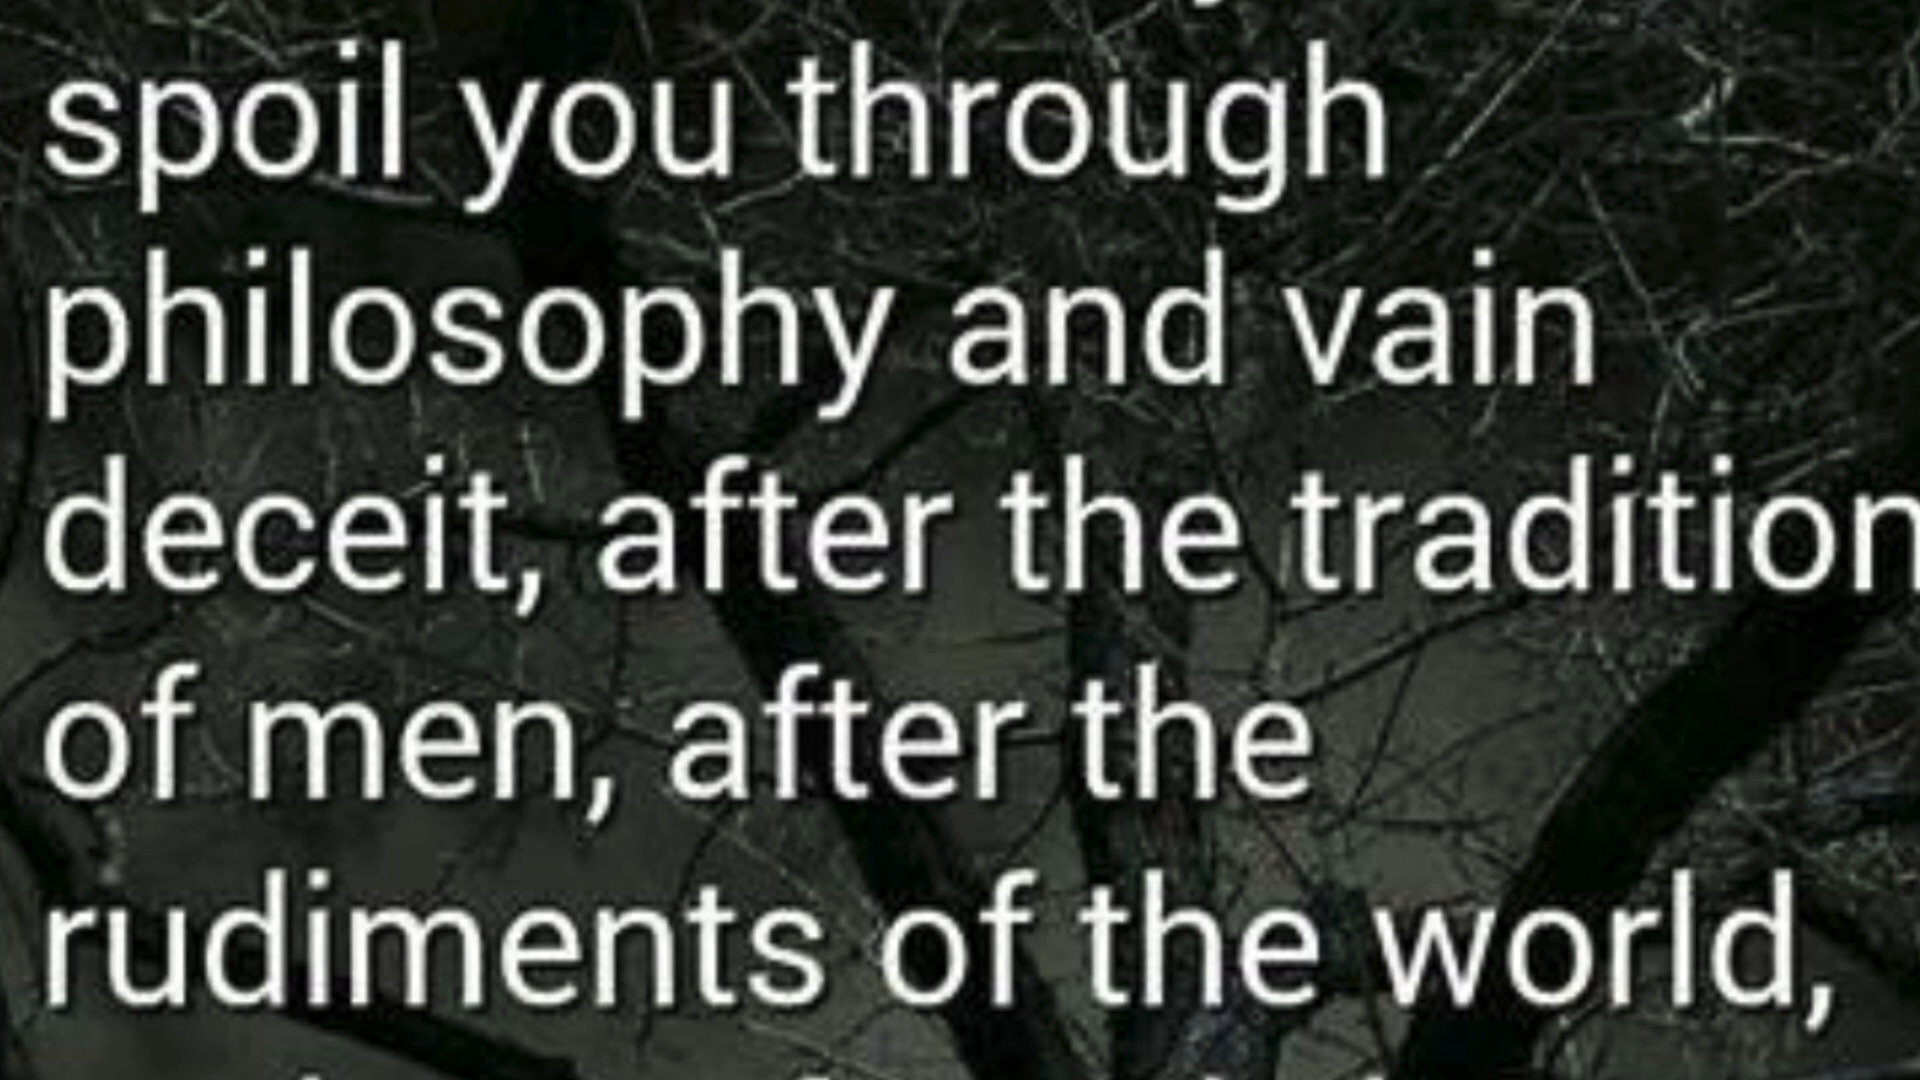 spoil you through
philosophy and vain
deceit, after the tradition
of men, after the
rudiments of the world,